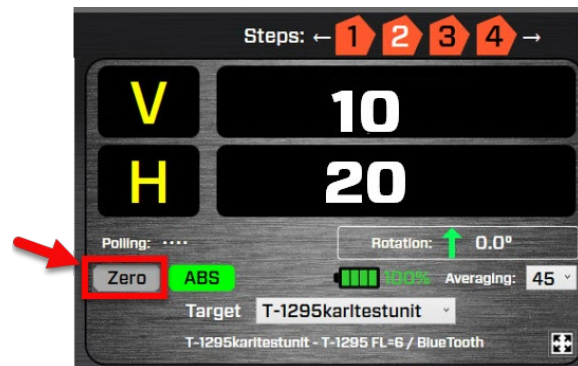 Steps: ← 1 2 3 4 →
V 10
H 20
Polling: ···· Rotation: 0.0°
Zero ABS 100% Averaging: 45
Target T-1295karltestunit
T-1295karltestunit - T-1295 FL=6 / BlueTooth